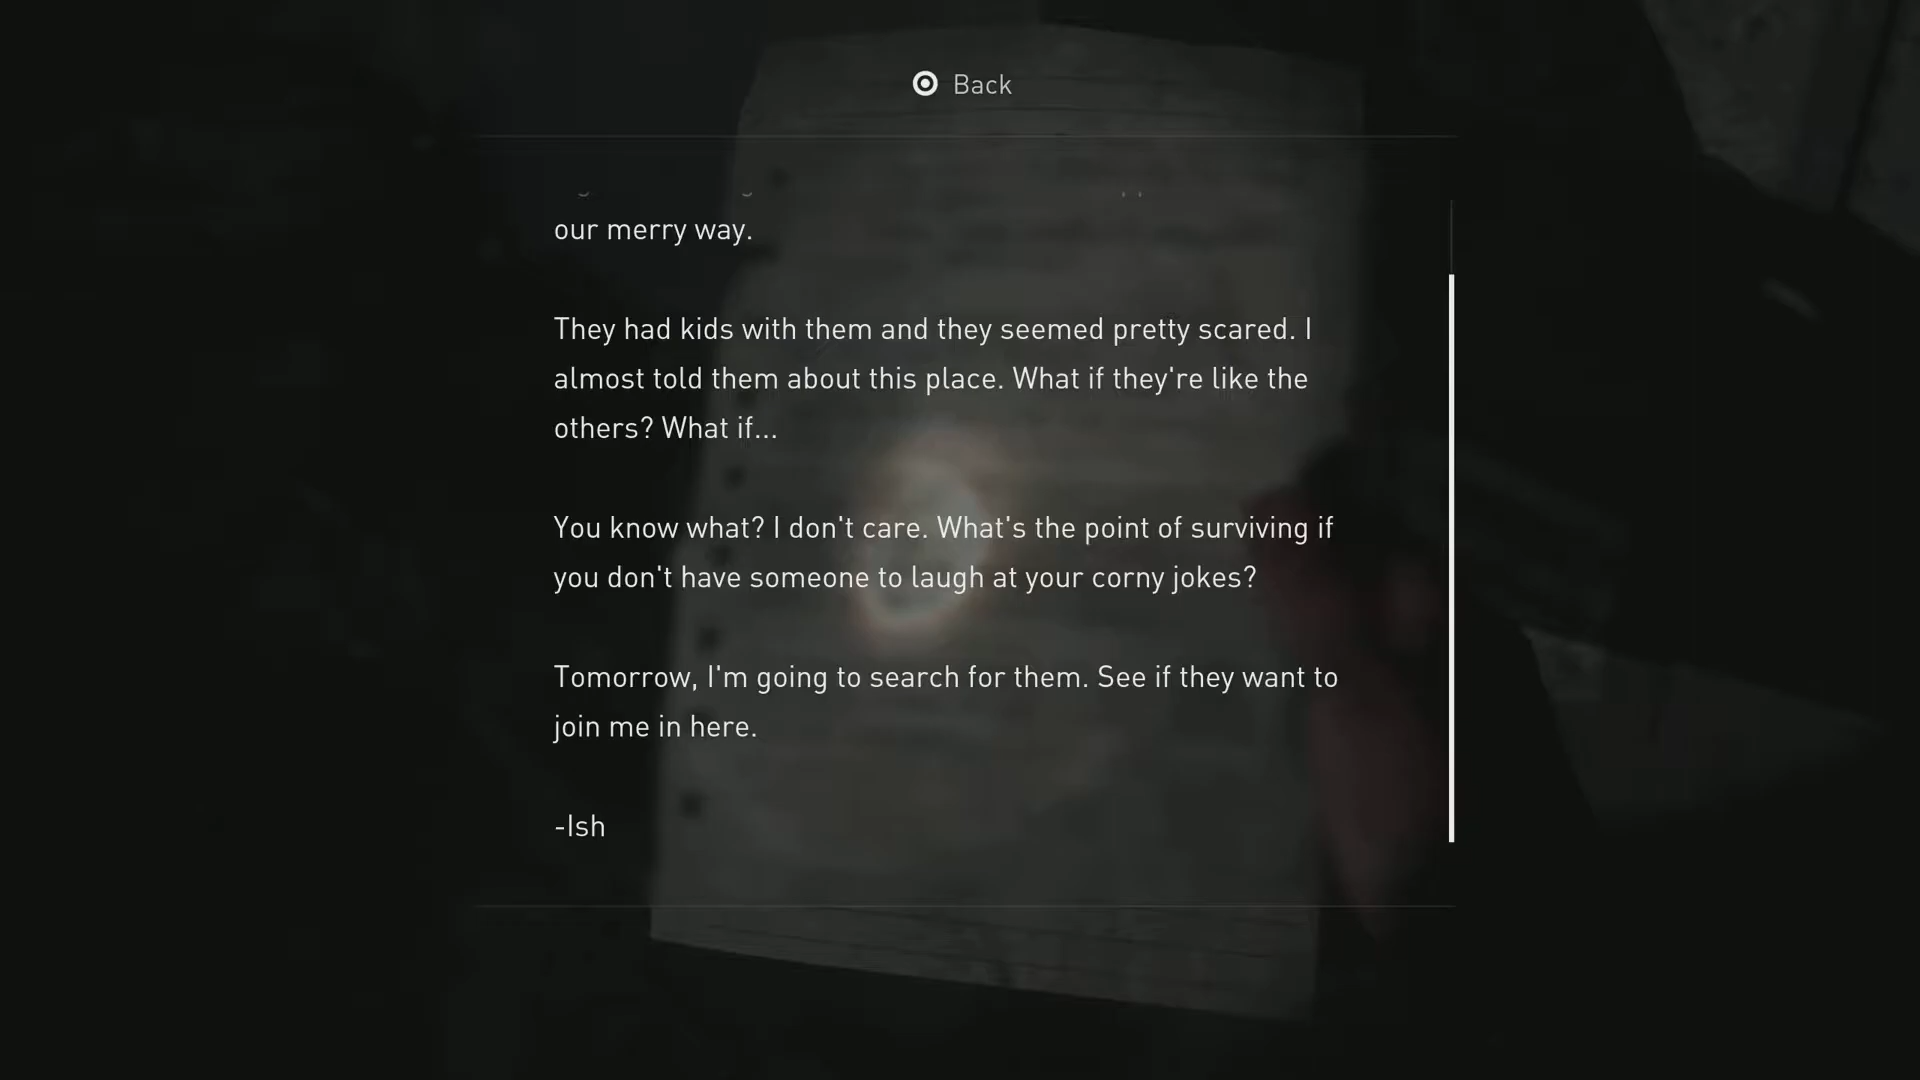 Back
our merry way.
They had kids with them and they seemed pretty scared. I
almost told them about this place. What if they're like the
others? What if...
You know what? I don't care. What's the point of surviving if
you don't have someone to laugh at your corny jokes?
Tomorrow, I'm going to search for them. See if they want to
join me in here.
-Ish